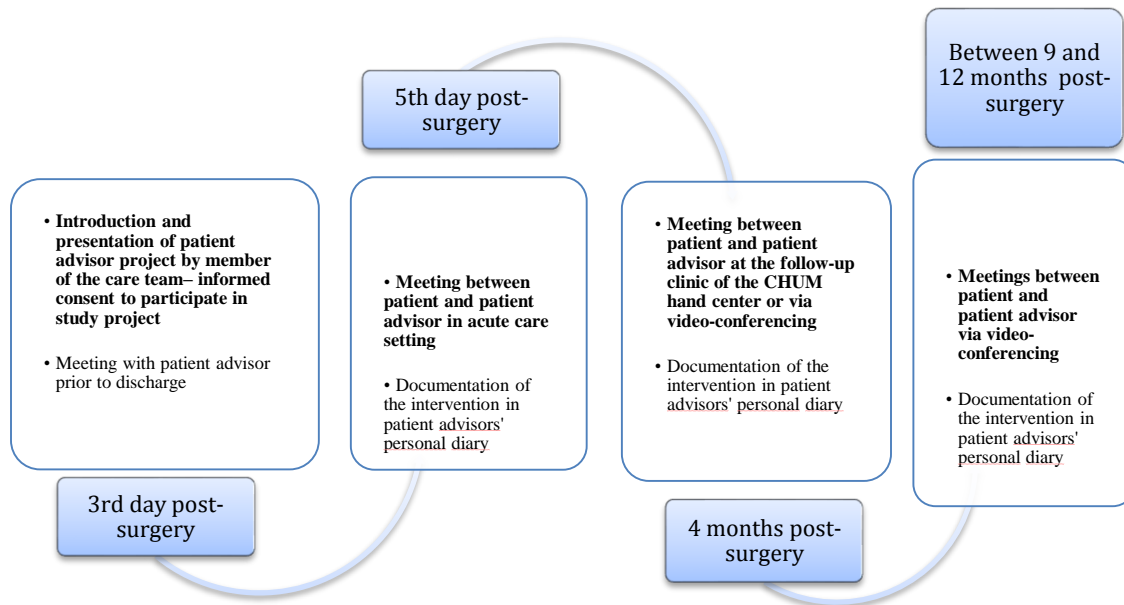 3rd day post-
surgery
• Introduction and
presentation of patient
advisor project by member
of the care team– informed
consent to participate in
study project
• Meeting with patient advisor
prior to discharge
5th day post-
surgery
• Meeting between
patient and patient
advisor in acute care
setting
• Documentation of
the intervention in
patient advisors'
personal diary
4 months post-
surgery
• Meeting between
patient and patient
advisor at the follow-up
clinic of the CHUM
hand center or via
video-conferencing
• Documentation of the
intervention in patient
advisors' personal diary
Between 9 and
12 months post-
surgery
• Meetings between
patient and
patient advisor
via video-
conferencing
• Documentation of
the intervention in
patient advisors'
personal diary